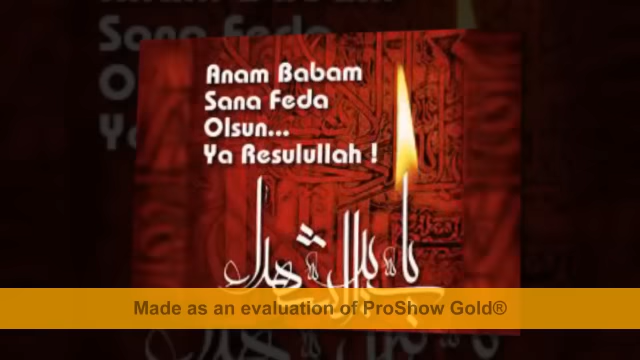 Anam Babam
Sana Feda
Olsun...
Ya Resulullah !
Made as an evaluation of ProShow Gold®